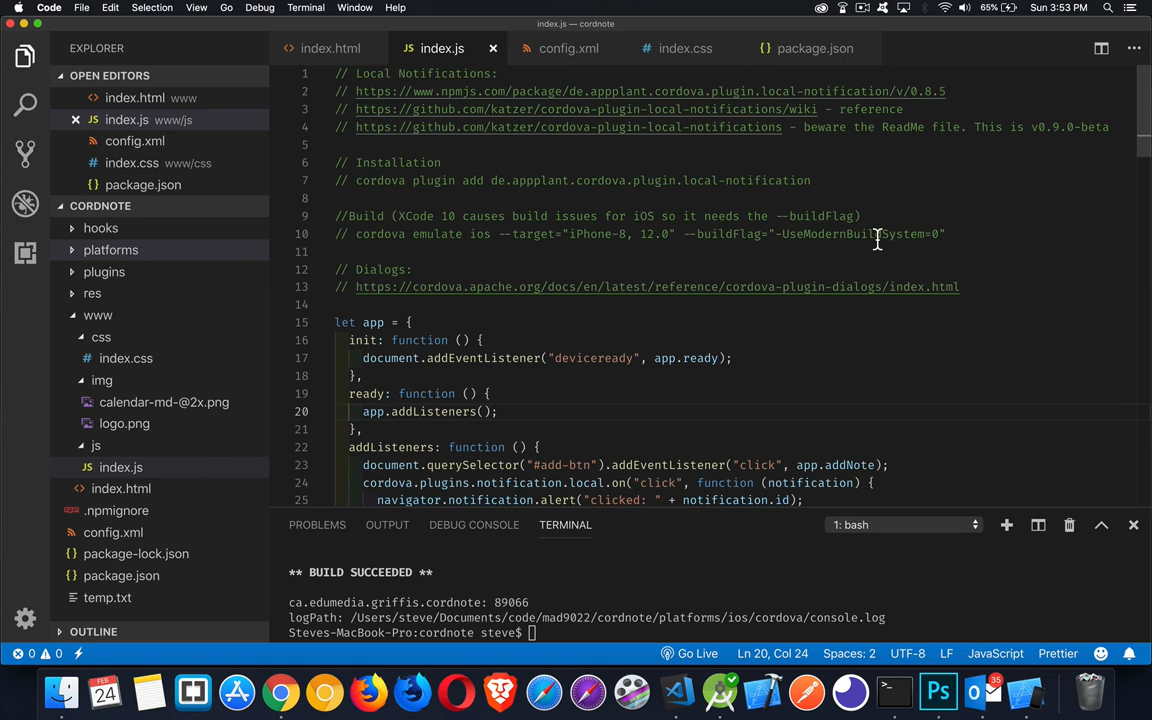 Code File Edit Selection View Go Debug Terminal Window Help 65% Sun 3:53 PM
index.js — cordnote
EXPLORER
index.html index.js config.xml index.css package.json
OPEN EDITORS
index.html www
index.js www/js
config.xml
index.css www/css
package.json
CORDNOTE
hooks
platforms
plugins
res
www
css
index.css
img
calendar-md-@2x.png
logo.png
js
index.js
index.html
.npmignore
config.xml
package-lock.json
package.json
temp.txt
OUTLINE
1 // Local Notifications:
2 // https://www.npmjs.com/package/de.appplant.cordova.plugin.local-notification/v/0.8.5
3 // https://github.com/katzer/cordova-plugin-local-notifications/wiki - reference
4 // https://github.com/katzer/cordova-plugin-local-notifications - beware the ReadMe file. This is v0.9.0-beta
5
6 // Installation
7 // cordova plugin add de.appplant.cordova.plugin.local-notification
8
9 //Build (XCode 10 causes build issues for iOS so it needs the --buildFlag)
10 // cordova emulate ios --target="iPhone-8, 12.0" --buildFlag="-UseModernBuildSystem=0"
11
12 // Dialogs:
13 // https://cordova.apache.org/docs/en/latest/reference/cordova-plugin-dialogs/index.html
14
15 let app = {
16 init: function () {
17 document.addEventListener("deviceready", app.ready);
18 },
19 ready: function () {
20 app.addListeners();
21 },
22 addListeners: function () {
23 document.querySelector("#add-btn").addEventListener("click", app.addNote);
24 cordova.plugins.notification.local.on("click", function (notification) {
25 navigator.notification.alert("clicked: " + notification.id);
PROBLEMS OUTPUT DEBUG CONSOLE TERMINAL 1: bash
** BUILD SUCCEEDED **
ca.edumedia.griffis.cordnote: 89066
logPath: /Users/steve/Documents/code/mad9022/cordnote/platforms/ios/cordova/console.log
Steves-MacBook-Pro:cordnote steve$
0 0 Go Live Ln 20, Col 24 Spaces: 2 UTF-8 LF JavaScript Prettier
FEB
24
Ps
35